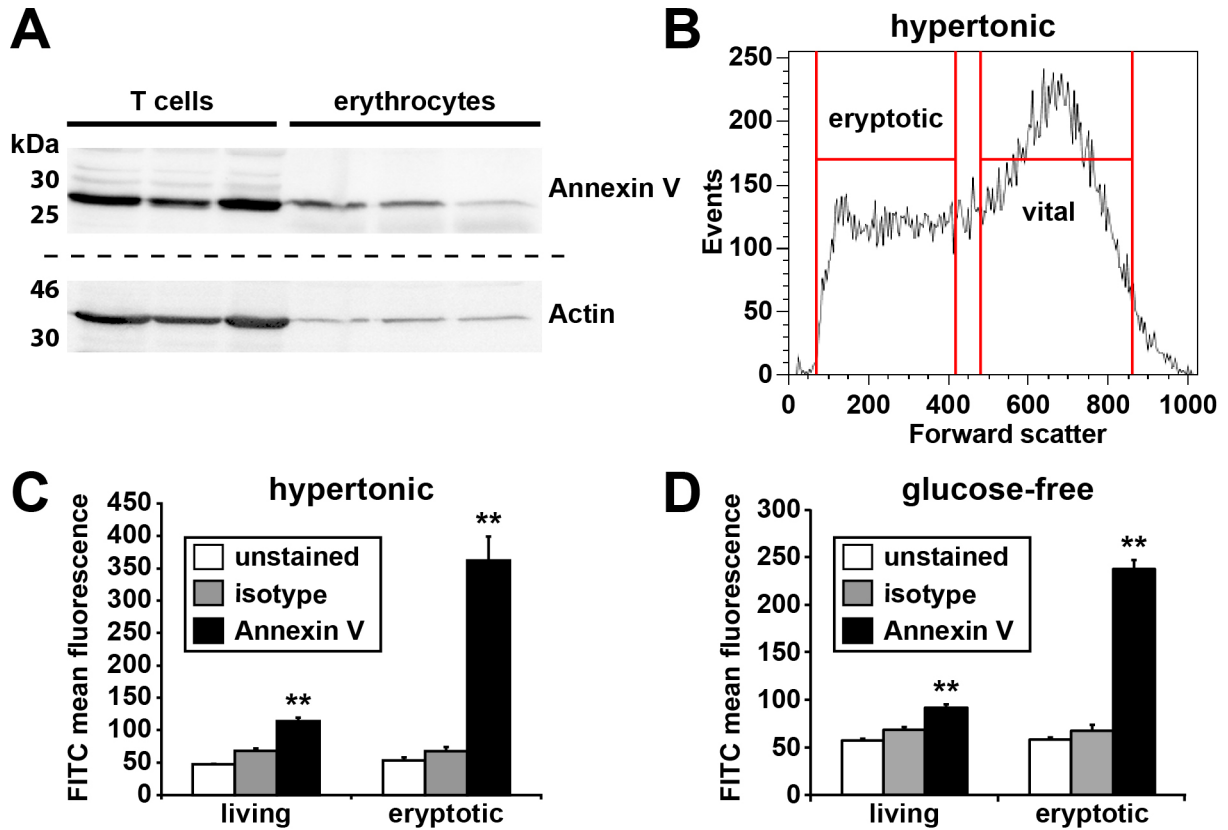 A
T cells erythrocytes
kDa
30
25
Annexin V
46
30
Actin
B
hypertonic
Events
250
200
150
100
50
0
eryptotic
vital
0 200 400 600 800 1000
Forward scatter
C
hypertonic
FITC mean fluorescence
450
400
350
300
250
200
150
100
50
0
unstained
isotype
Annexin V
**
**
living eryptotic
D
glucose-free
FITC mean fluorescence
300
250
200
150
100
50
0
unstained
isotype
Annexin V
**
**
living eryptotic